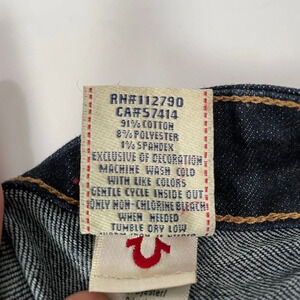 RN#112790
CA#57414
91% COTTON
8% POLYESTER
1% SPANDEX
EXCLUSIVE OF DECORATION
MACHINE WASH COLD
WITH LIKE COLORS
GENTLE CYCLE INSIDE OUT
ONLY NON-CHLORINE BLEACH
WHEN NEEDED
TUMBLE DRY LOW